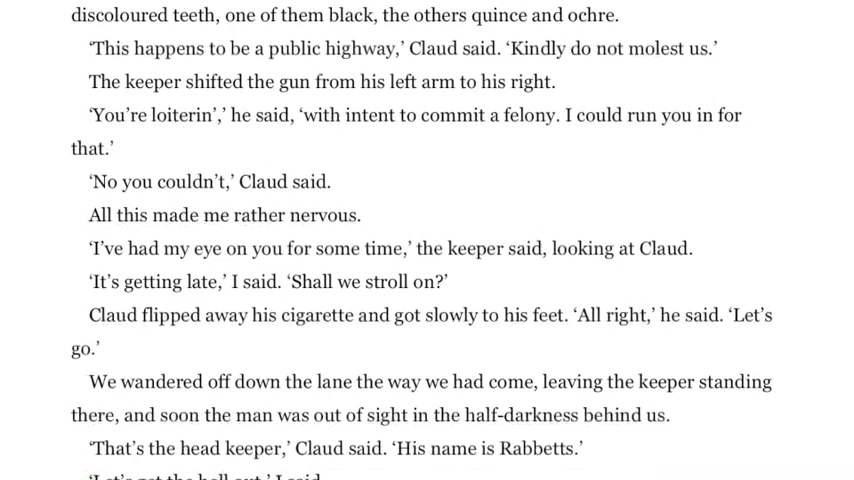 discoloured teeth, one of them black, the others quince and ochre.
‘This happens to be a public highway,’ Claud said. ‘Kindly do not molest us.’
The keeper shifted the gun from his left arm to his right.
‘You’re loiterin’,’ he said, ‘with intent to commit a felony. I could run you in for
that.’
‘No you couldn’t,’ Claud said.
All this made me rather nervous.
‘I’ve had my eye on you for some time,’ the keeper said, looking at Claud.
‘It’s getting late,’ I said. ‘Shall we stroll on?’
Claud flipped away his cigarette and got slowly to his feet. ‘All right,’ he said. ‘Let’s
go.’
We wandered off down the lane the way we had come, leaving the keeper standing
there, and soon the man was out of sight in the half-darkness behind us.
‘That’s the head keeper,’ Claud said. ‘His name is Rabbetts.’
‘Let’s get the hell out,’ I said.